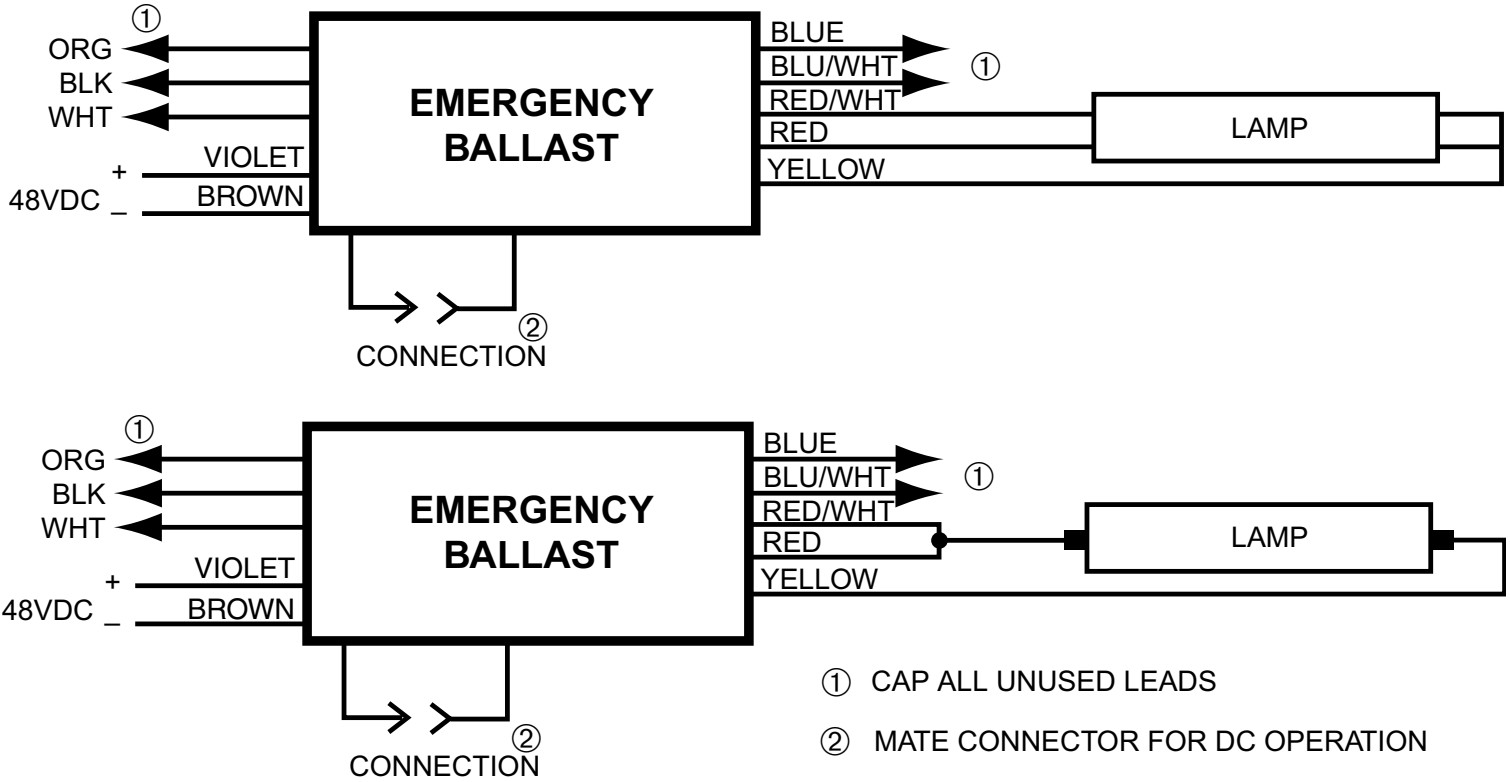 ①
ORG
BLK
WHT
+
VIOLET
48VDC
–
BROWN
EMERGENCY
BALLAST
BLUE
BLU/WHT
①
RED/WHT
RED
YELLOW
LAMP
②
CONNECTION
①
ORG
BLK
WHT
+
VIOLET
48VDC
–
BROWN
EMERGENCY
BALLAST
BLUE
BLU/WHT
①
RED/WHT
RED
YELLOW
LAMP
②
CONNECTION
① CAP ALL UNUSED LEADS
② MATE CONNECTOR FOR DC OPERATION